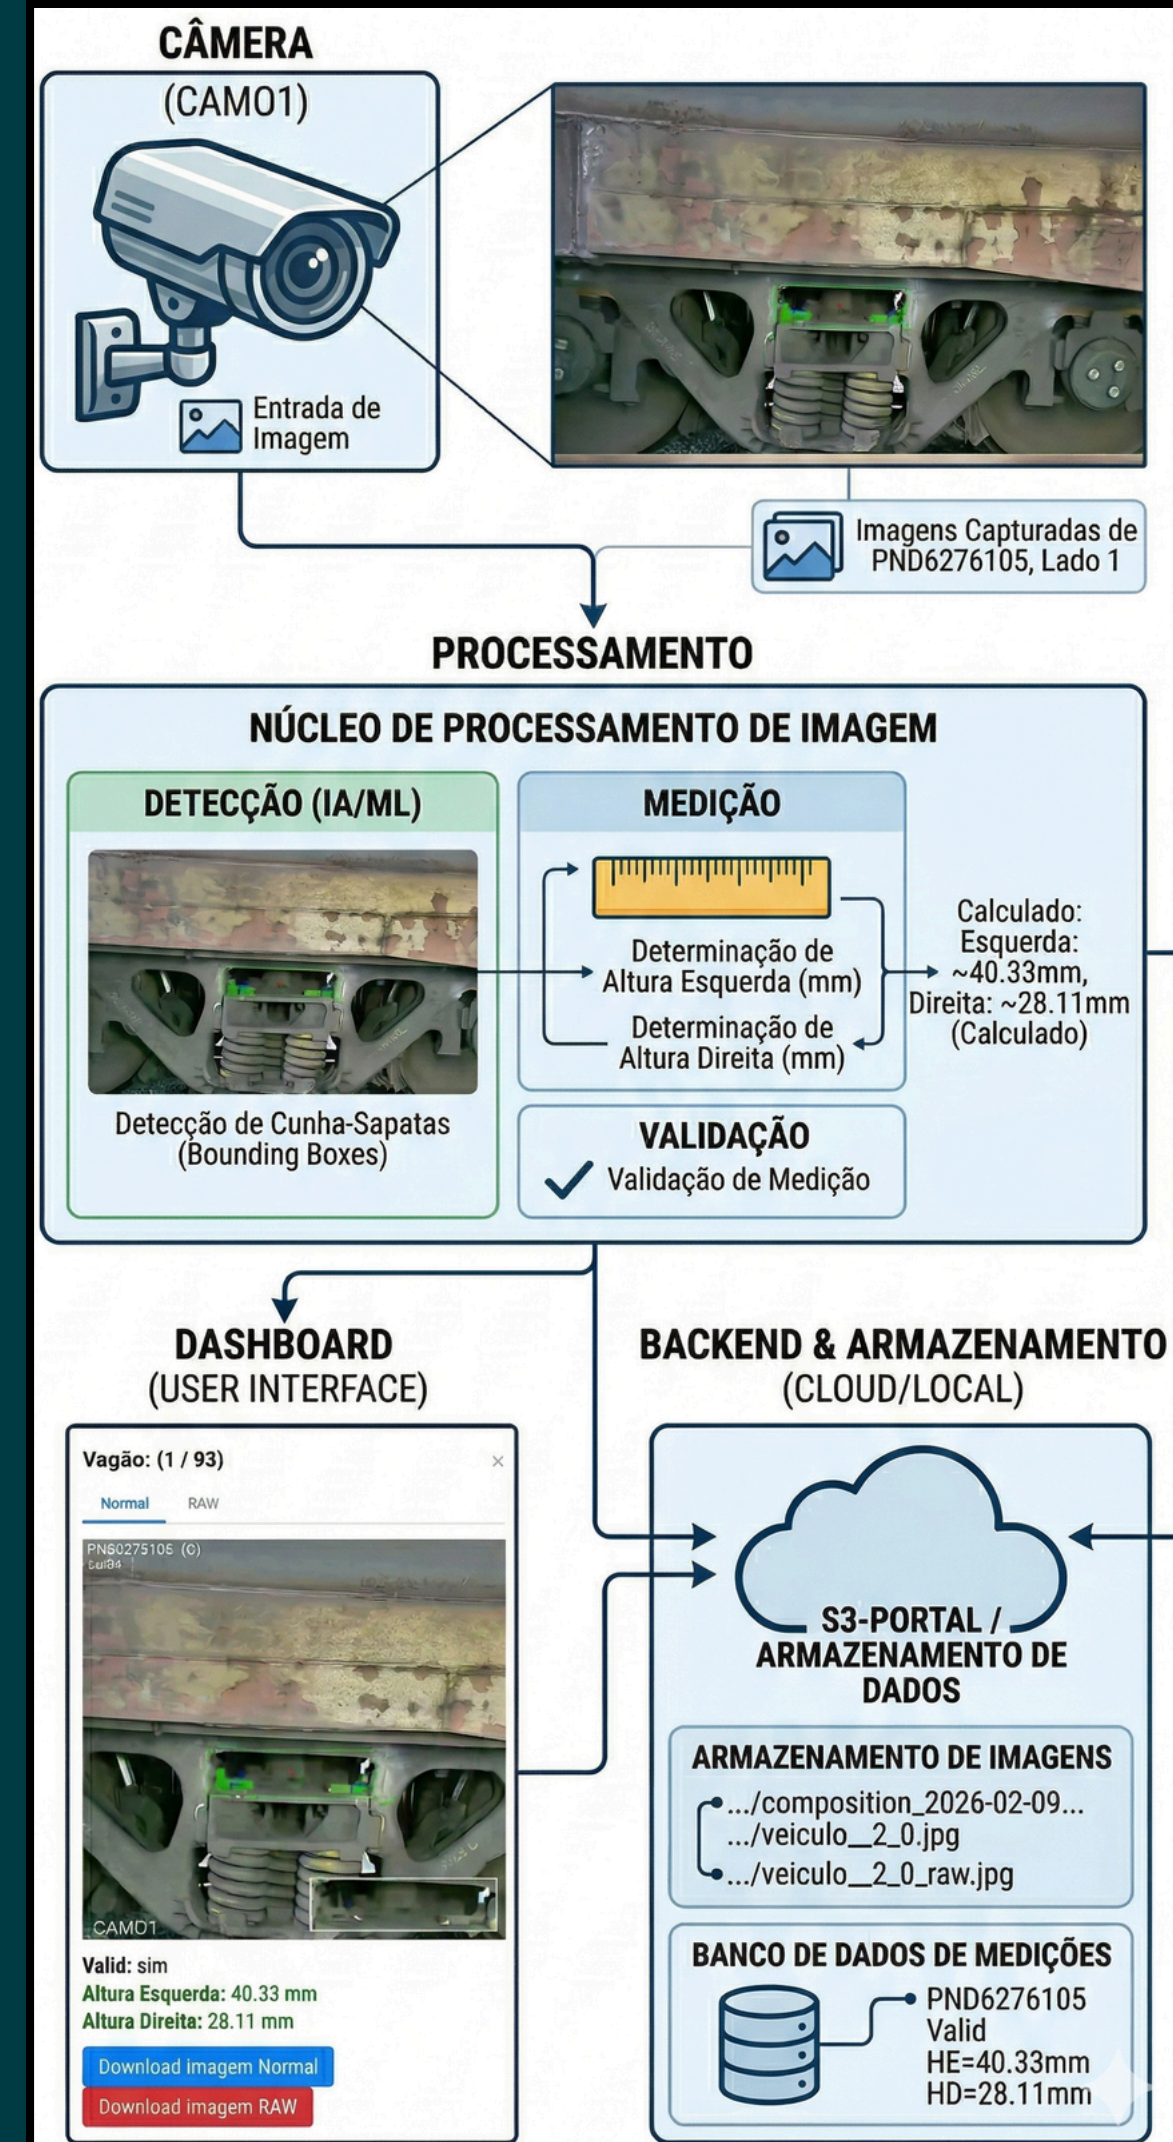 CÂMERA
(CAM01)
Entrada de
Imagem
Imagens Capturadas de
PND6276105, Lado 1
PROCESSAMENTO
NÚCLEO DE PROCESSAMENTO DE IMAGEM
DETECÇÃO (IA/ML)
Detecção de Cunha-Sapatas
(Bounding Boxes)
MEDIÇÃO
Determinação de
Altura Esquerda (mm)
Determinação de
Altura Direita (mm)
Calculado:
Esquerda:
~40.33mm,
Direita: ~28.11mm
(Calculado)
VALIDAÇÃO
Validação de Medição
DASHBOARD
(USER INTERFACE)
Vagão: (1 / 93)
×
Normal RAW
PNS0275105 (C)
CAM01
Valid: sim
Altura Esquerda: 40.33 mm
Altura Direita: 28.11 mm
Download imagem Normal
Download imagem RAW
BACKEND & ARMAZENAMENTO
(CLOUD/LOCAL)
S3-PORTAL /
ARMAZENAMENTO DE
DADOS
ARMAZENAMENTO DE IMAGENS
.../composition_2026-02-09...
.../veiculo__2_0.jpg
.../veiculo__2_0_raw.jpg
BANCO DE DADOS DE MEDIÇÕES
PND6276105
Valid
HE=40.33mm
HD=28.11mm